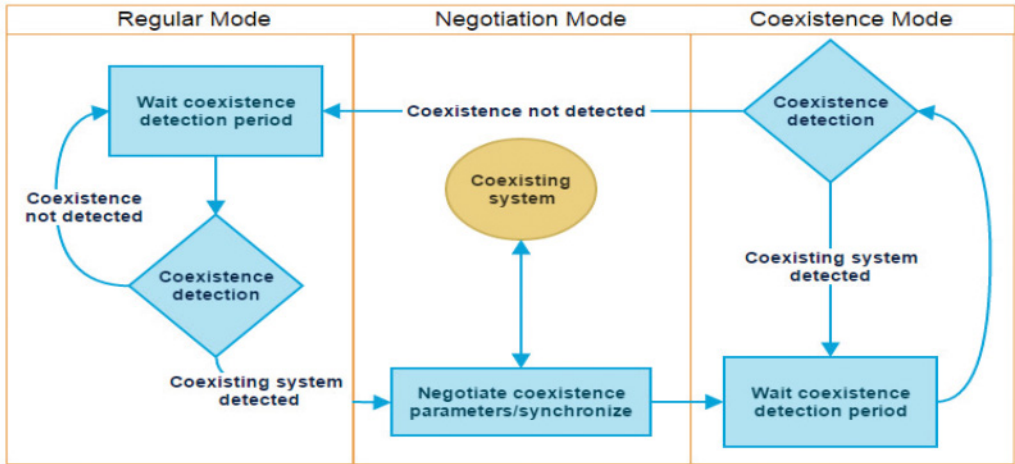 Regular Mode
Negotiation Mode
Coexistence Mode
Wait coexistence
detection period
Coexistence
not detected
Coexistence
detection
Coexisting system
detected
Coexistence not detected
Coexisting
system
Negotiate coexistence
parameters/synchronize
Coexistence
detection
Coexisting system
detected
Wait coexistence
detection period